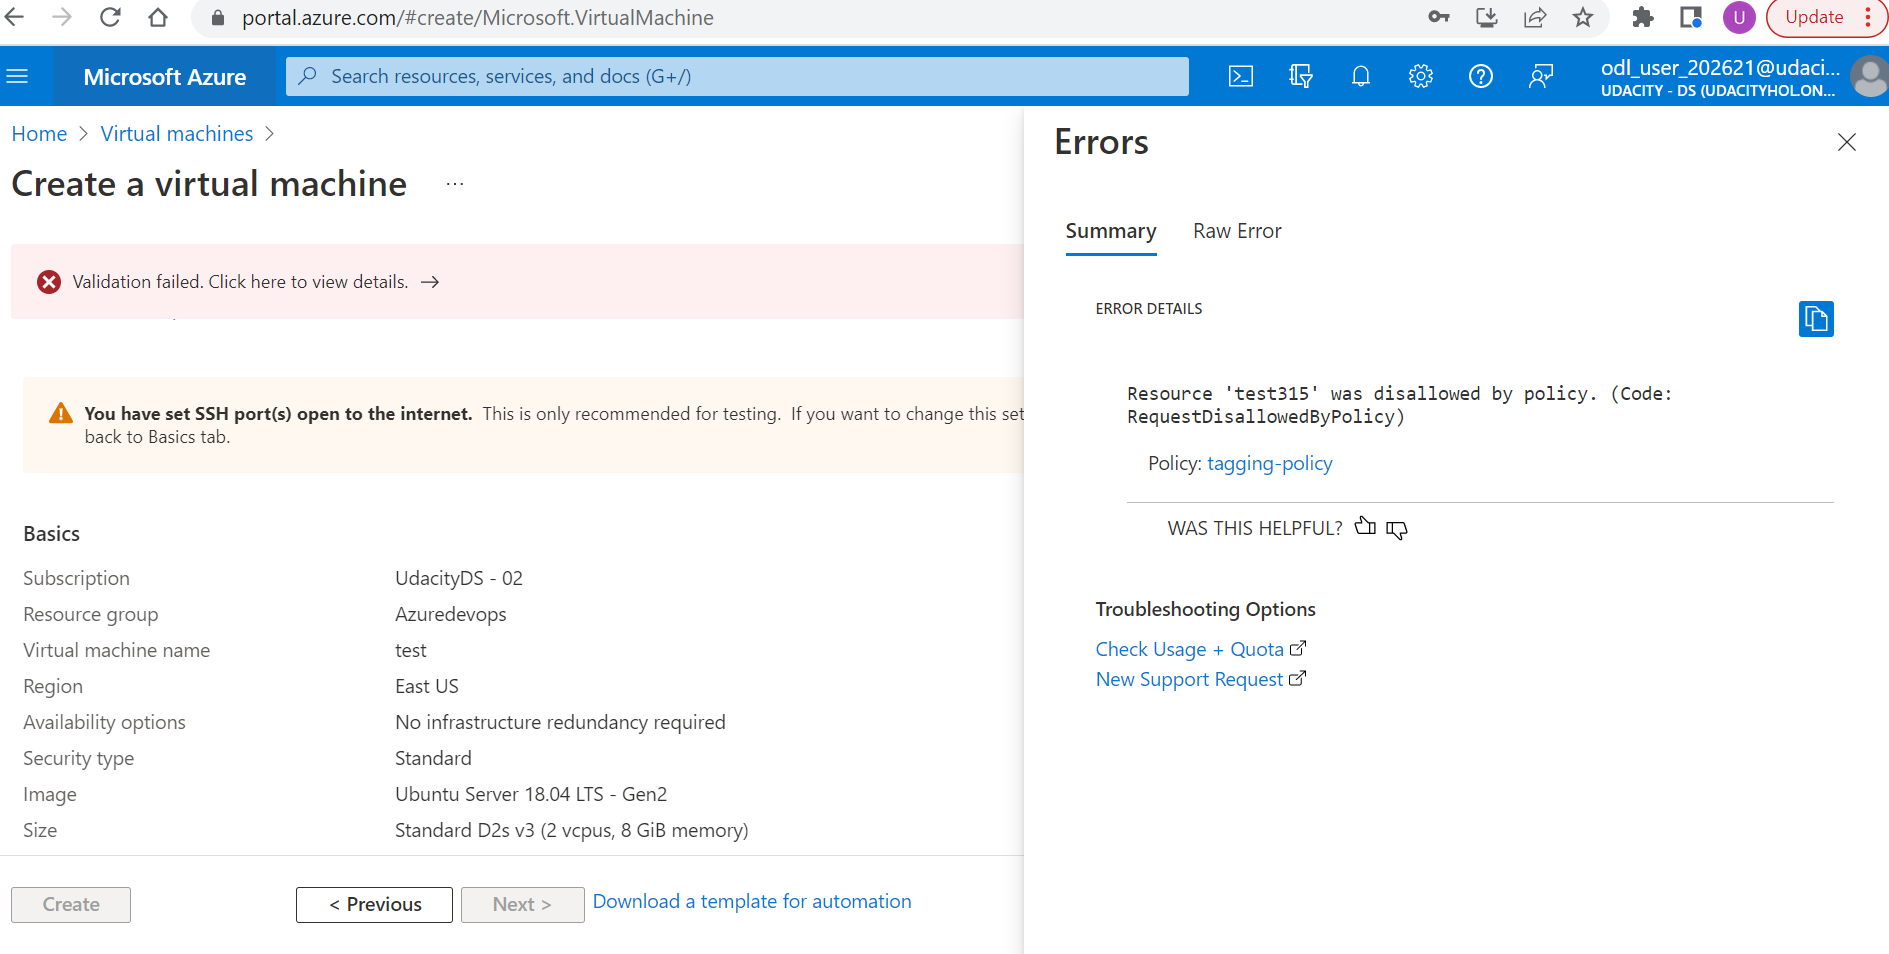 portal.azure.com/#create/Microsoft.VirtualMachine
U
Update
Microsoft Azure
Search resources, services, and docs (G+/)
odl_user_202621@udaci...
UDACITY - DS (UDACITYHOL.ON...
Home > Virtual machines >
Create a virtual machine
...
Validation failed. Click here to view details. →
You have set SSH port(s) open to the internet. This is only recommended for testing. If you want to change this set
back to Basics tab.
Basics
Subscription UdacityDS - 02
Resource group Azuredevops
Virtual machine name test
Region East US
Availability options No infrastructure redundancy required
Security type Standard
Image Ubuntu Server 18.04 LTS - Gen2
Size Standard D2s v3 (2 vcpus, 8 GiB memory)
Create
< Previous
Next >
Download a template for automation
Errors
Summary
Raw Error
ERROR DETAILS
Resource 'test315' was disallowed by policy. (Code:
RequestDisallowedByPolicy)
Policy: tagging-policy
WAS THIS HELPFUL?
Troubleshooting Options
Check Usage + Quota
New Support Request